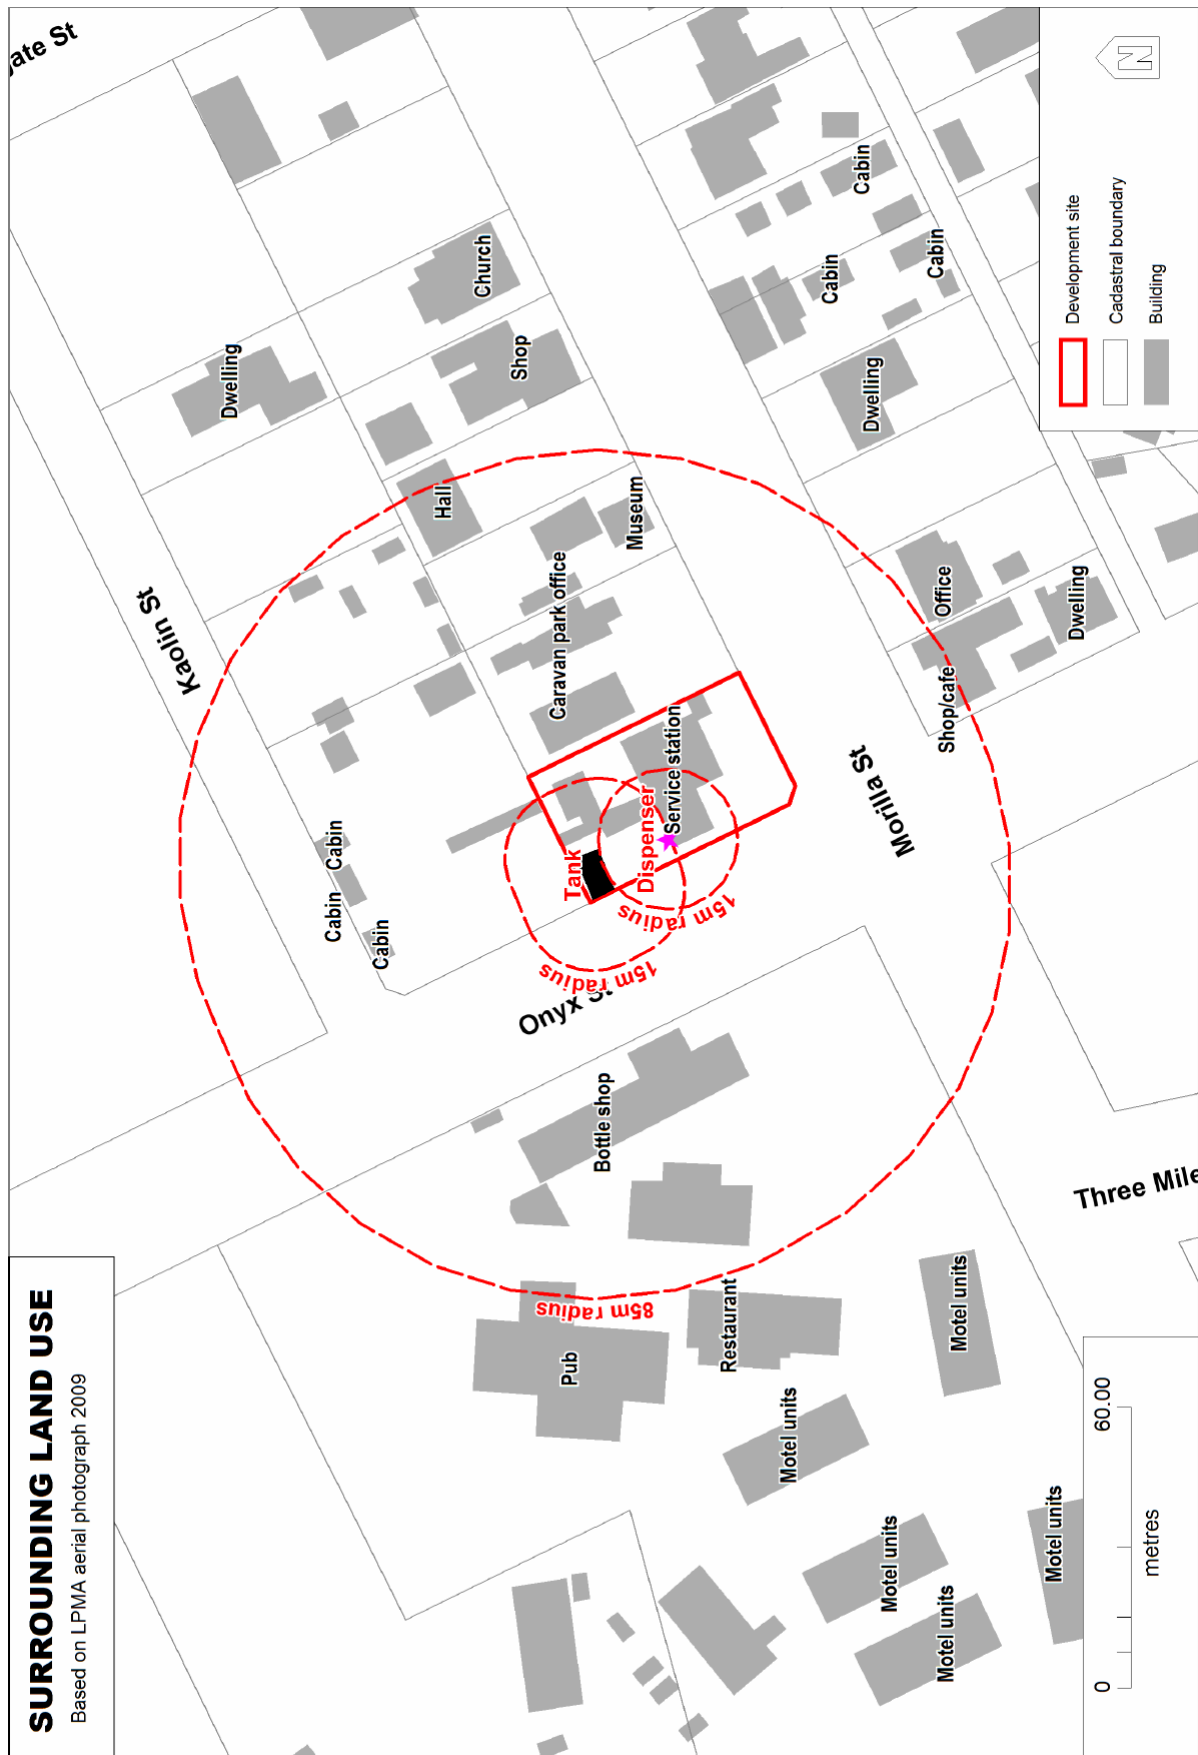 SURROUNDING LAND USE
Based on LPMA aerial photograph 2009
Kaolin St
Dwelling
Church
Shop
Hall
Museum
Caravan park office
Cabin
Cabin
Cabin
Tank
Dispenser
Service station
15m radius
15m radius
Onyx St
Morilla St
Bottle shop
85m radius
Pub
Restaurant
Motel units
Motel units
Motel units
Motel units
Motel units
Three Mile
Shop/cafe
Office
Dwelling
Dwelling
Cabin
Cabin
Cabin
N
Development site
Cadastral boundary
Building
0
60.00
metres